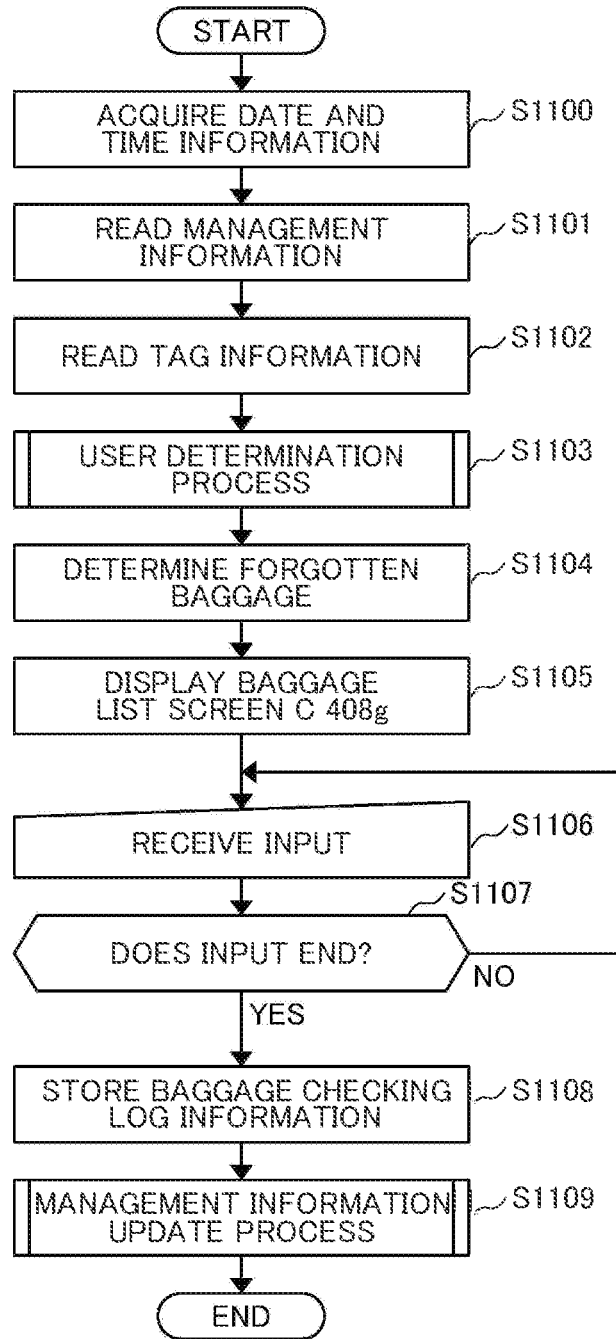 START
ACQUIRE DATE AND
TIME INFORMATION
S1100
READ MANAGEMENT
INFORMATION
S1101
READ TAG INFORMATION
S1102
USER DETERMINATION
PROCESS
S1103
DETERMINE FORGOTTEN
BAGGAGE
S1104
DISPLAY BAGGAGE
LIST SCREEN C 408g
S1105
RECEIVE INPUT
S1106
S1107
DOES INPUT END?
NO
YES
STORE BAGGAGE CHECKING
LOG INFORMATION
S1108
MANAGEMENT INFORMATION
UPDATE PROCESS
S1109
END